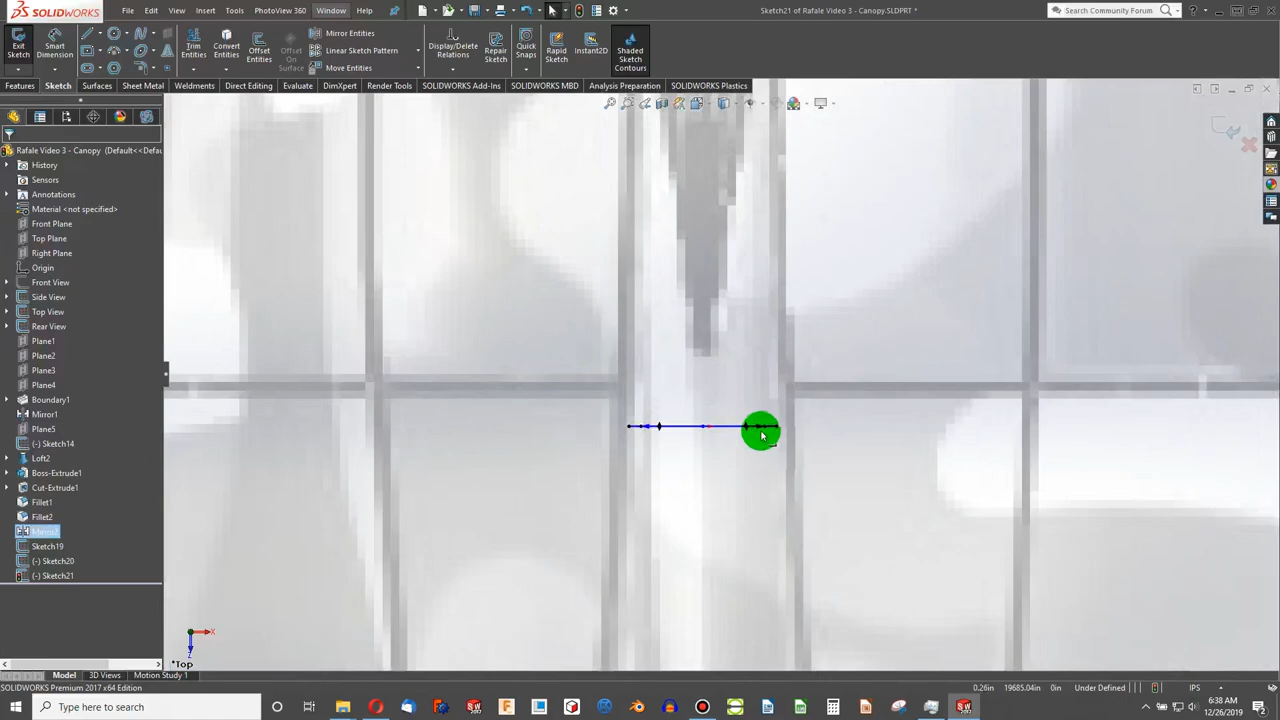 SOLIDWORKS
File Edit View Insert Tools PhotoView 360 Window Help
Sketch21 of Rafale Video 3 - Canopy.SLDPRT *
Search Community Forum
Exit Sketch
Smart Dimension
Trim Entities
Convert Entities
Offset Entities
Offset On Surface
Mirror Entities
Linear Sketch Pattern
Move Entities
Display/Delete Relations
Repair Sketch
Quick Snaps
Rapid Sketch
Instant2D
Shaded Sketch Contours
Features Sketch Surfaces Sheet Metal Weldments Direct Editing Evaluate DimXpert Render Tools SOLIDWORKS Add-Ins SOLIDWORKS MBD Analysis Preparation SOLIDWORKS Plastics
Rafale Video 3 - Canopy (Default<<Defau
History
Sensors
Annotations
Material <not specified>
Front Plane
Top Plane
Right Plane
Origin
Front View
Side View
Top View
Rear View
Plane1
Plane2
Plane3
Plane4
Boundary1
Mirror1
Plane5
(-) Sketch14
Loft2
Boss-Extrude1
Cut-Extrude1
Fillet1
Fillet2
Sketch19
(-) Sketch20
(-) Sketch21
X
Z
*Top
Model 3D Views Motion Study 1
SOLIDWORKS Premium 2017 x64 Edition
0.26in 19685.04in 0in Under Defined IPS
Type here to search
6:38 AM
12/26/2019
2